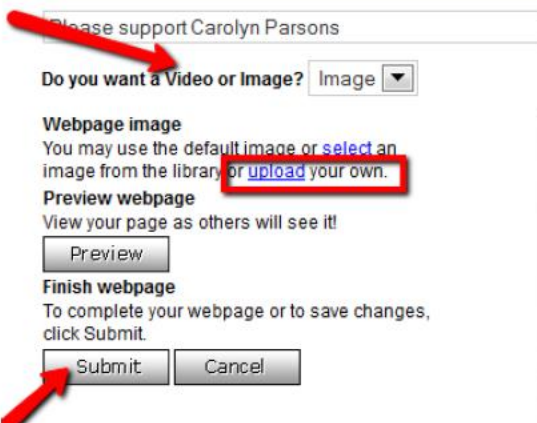 Please support Carolyn Parsons
Do you want a Video or Image? Image
Webpage image
You may use the default image or select an
image from the library or upload your own.
Preview webpage
View your page as others will see it!
Preview
Finish webpage
To complete your webpage or to save changes,
click Submit.
Submit Cancel